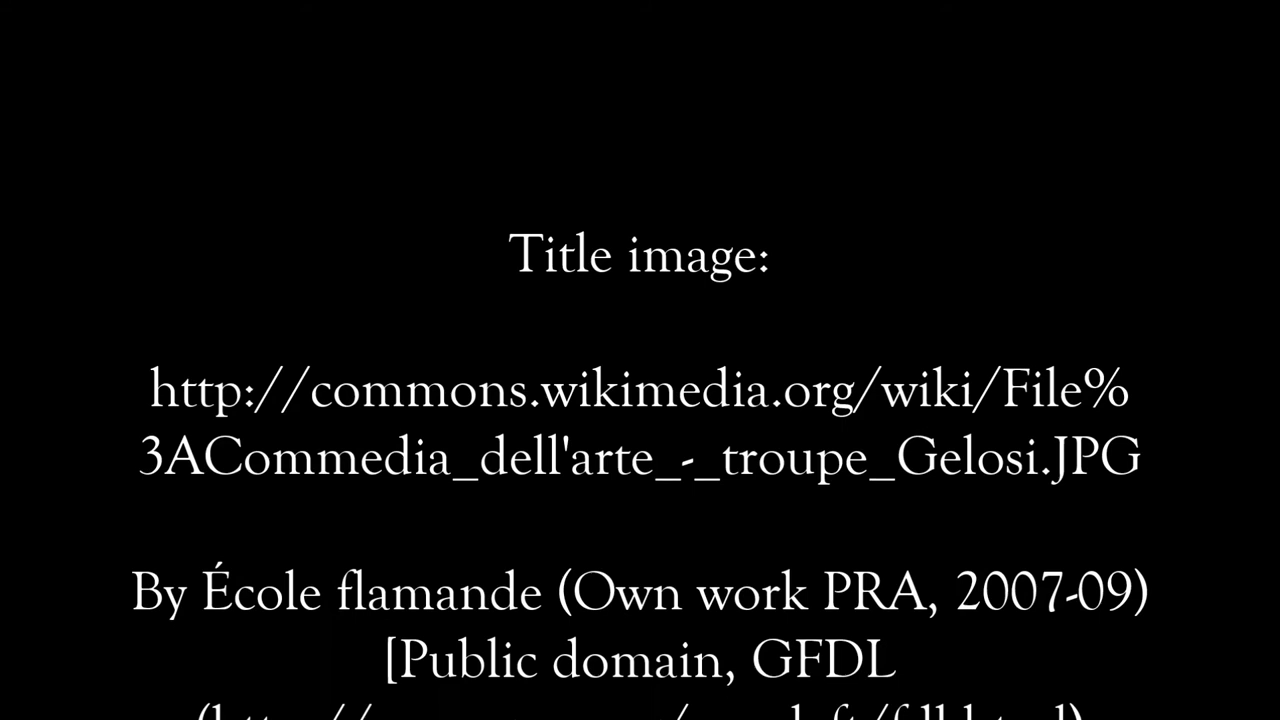 Title image:
http://commons.wikimedia.org/wiki/File%
3ACommedia_dell'arte_-_troupe_Gelosi.JPG
By École flamande (Own work PRA, 2007-09)
[Public domain, GFDL